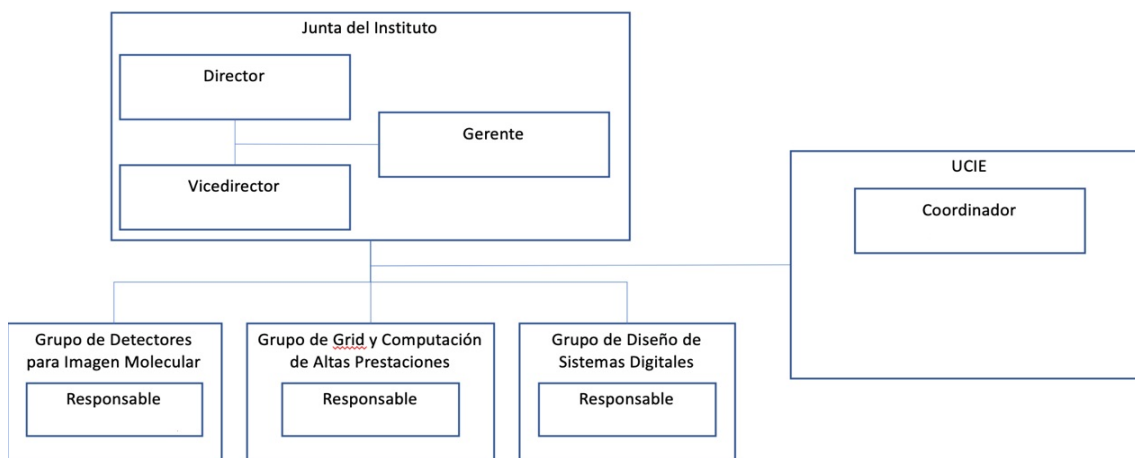 Junta del Instituto
Director
Gerente
Vicedirector
UCIE
Coordinador
Grupo de Detectores
para Imagen Molecular
Responsable
Grupo de Grid y Computación
de Altas Prestaciones
Responsable
Grupo de Diseño de
Sistemas Digitales
Responsable